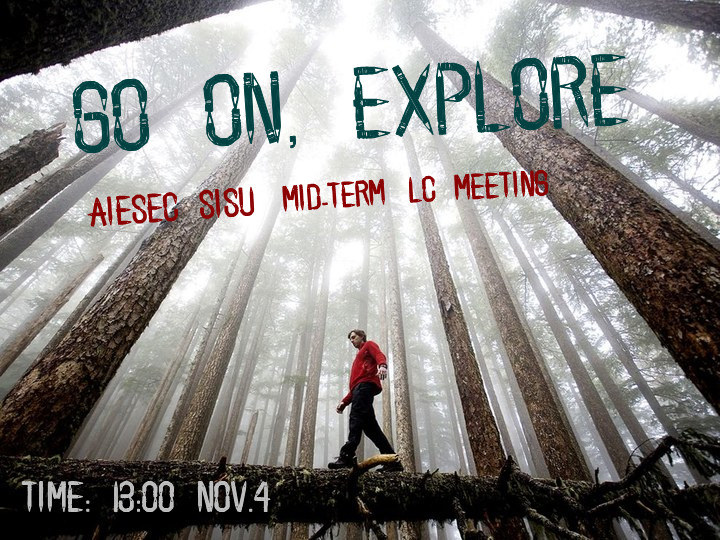 GO ON, EXPLORE
AIESEC SISU MID-TERM LC MEETING
TIME: 13:00 NOV.4